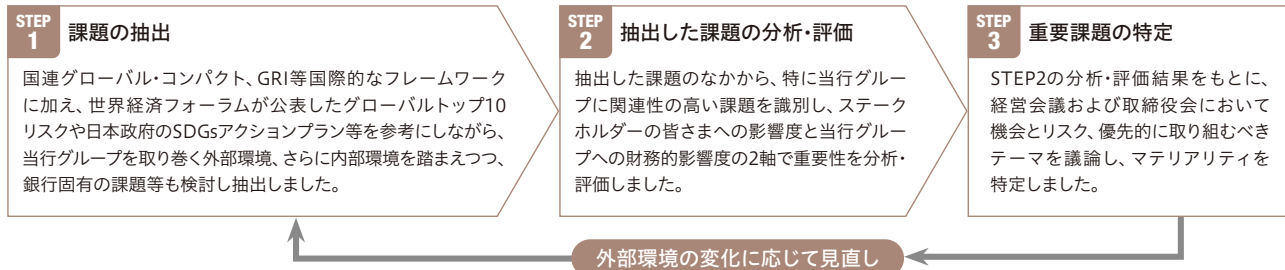 STEP
1
課題の抽出
国連グローバル・コンパクト、GRI等国際的なフレームワーク
に加え、世界経済フォーラムが公表したグローバルトップ10
リスクや日本政府のSDGsアクションプラン等を参考にしながら、
当行グループを取り巻く外部環境、さらに内部環境を踏まえつつ、
銀行固有の課題等も検討し抽出しました。
STEP
2
抽出した課題の分析・評価
抽出した課題のなかから、特に当行グルー
プに関連性の高い課題を識別し、ステーク
ホルダーの皆さまへの影響度と当行グルー
プへの財務的影響度の2軸で重要性を分析・
評価しました。
STEP
3
重要課題の特定
STEP2の分析・評価結果をもとに、
経営会議および取締役会において
機会とリスク、優先的に取り組むべき
テーマを議論し、マテリアリティを
特定しました。
外部環境の変化に応じて見直し